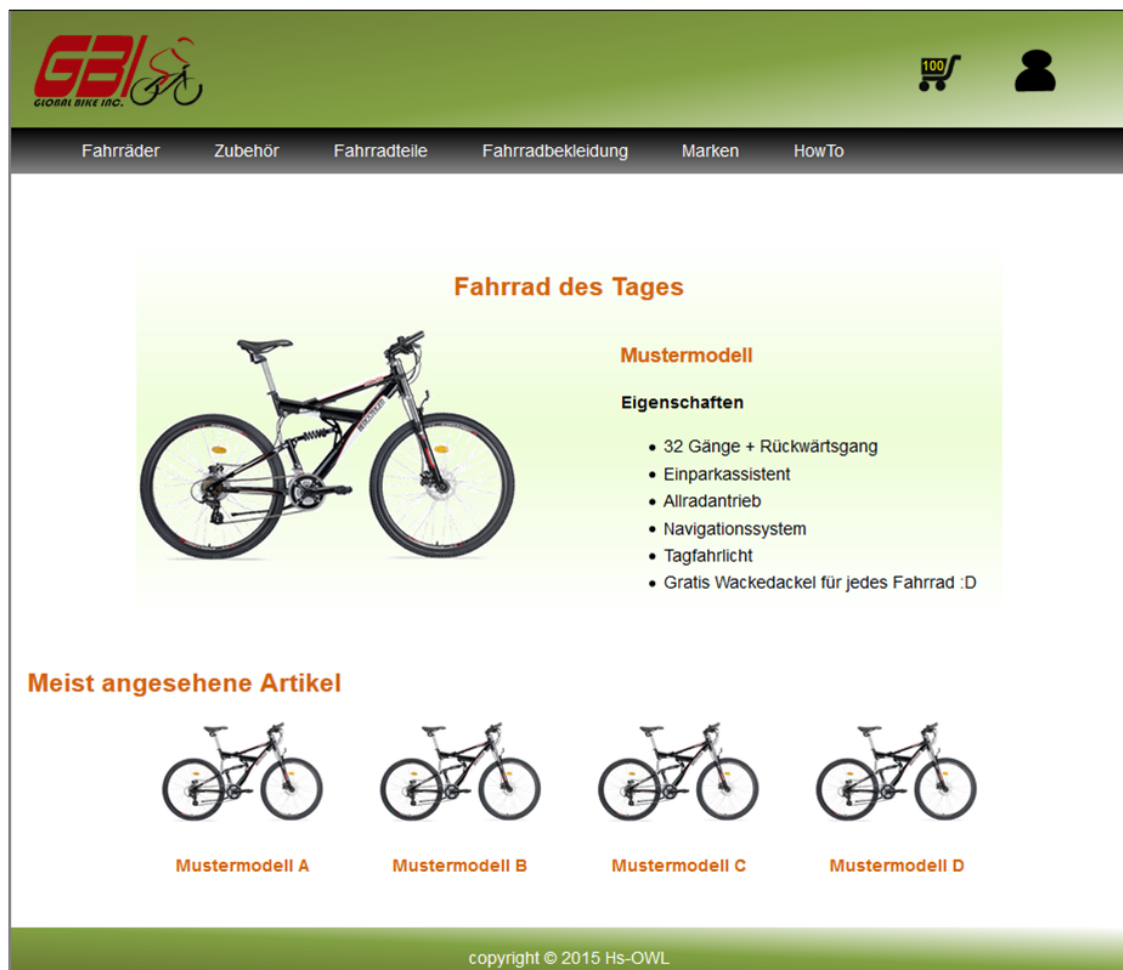 GBI
GLOBAL BIKE INC.
100
Fahrräder Zubehör Fahrradteile Fahrradbekleidung Marken HowTo
Fahrrad des Tages
Mustermodell
Eigenschaften
32 Gänge + Rückwärtsgang
Einparkassistent
Allradantrieb
Navigationssystem
Tagfahrlicht
Gratis Wackedackel für jedes Fahrrad :D
Meist angesehene Artikel
Mustermodell A Mustermodell B Mustermodell C Mustermodell D
copyright © 2015 Hs-OWL